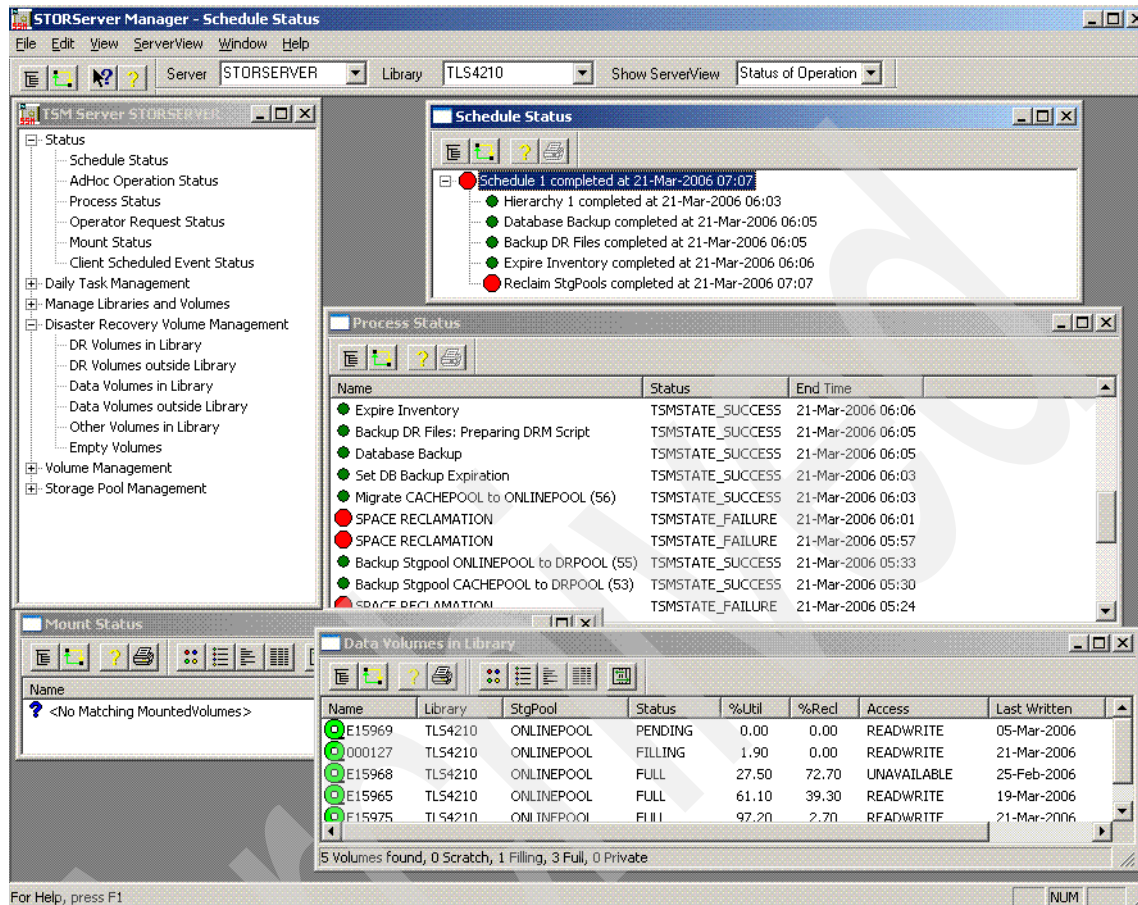 STORServer Manager - Schedule Status
File Edit View ServerView Window Help
Server STORSERVER Library TLS4210 Show ServerView Status of Operation
TSM Server STORSERVER
Status
Schedule Status
AdHoc Operation Status
Process Status
Operator Request Status
Mount Status
Client Scheduled Event Status
Daily Task Management
Manage Libraries and Volumes
Disaster Recovery Volume Management
DR Volumes in Library
DR Volumes outside Library
Data Volumes in Library
Data Volumes outside Library
Other Volumes in Library
Empty Volumes
Volume Management
Storage Pool Management
Schedule Status
Schedule 1 completed at 21-Mar-2006 07:07
Hierarchy 1 completed at 21-Mar-2006 06:03
Database Backup completed at 21-Mar-2006 06:05
Backup DR Files completed at 21-Mar-2006 06:05
Expire Inventory completed at 21-Mar-2006 06:06
Reclaim StgPools completed at 21-Mar-2006 07:07
Process Status
Name Status End Time
Expire Inventory TSMSTATE_SUCCESS 21-Mar-2006 06:06
Backup DR Files: Preparing DRM Script TSMSTATE_SUCCESS 21-Mar-2006 06:05
Database Backup TSMSTATE_SUCCESS 21-Mar-2006 06:05
Set DB Backup Expiration TSMSTATE_SUCCESS 21-Mar-2006 06:03
Migrate CACHEPOOL to ONLINEPOOL (56) TSMSTATE_SUCCESS 21-Mar-2006 06:03
SPACE RECLAMATION TSMSTATE_FAILURE 21-Mar-2006 06:01
SPACE RECLAMATION TSMSTATE_FAILURE 21-Mar-2006 05:57
Backup Stgpool ONLINEPOOL to DRPOOL (55) TSMSTATE_SUCCESS 21-Mar-2006 05:33
Backup Stgpool CACHEPOOL to DRPOOL (53) TSMSTATE_SUCCESS 21-Mar-2006 05:30
SPACE RECLAMATION TSMSTATE_FAILURE 21-Mar-2006 05:24
Mount Status
Name
<No Matching MountedVolumes>
Data Volumes in Library
Name Library StgPool Status %Util %Recl Access Last Written
E15969 TLS4210 ONLINEPOOL PENDING 0.00 0.00 READWRITE 05-Mar-2006
000127 TLS4210 ONLINEPOOL FILLING 1.90 0.00 READWRITE 21-Mar-2006
E15968 TLS4210 ONLINEPOOL FULL 27.50 72.70 UNAVAILABLE 25-Feb-2006
E15965 TLS4210 ONLINEPOOL FULL 61.10 39.30 READWRITE 19-Mar-2006
E15975 TLS4210 ONLINEPOOL FULL 97.20 2.70 READWRITE 21-Mar-2006
5 Volumes found, 0 Scratch, 1 Filling, 3 Full, 0 Private
For Help, press F1
NUM